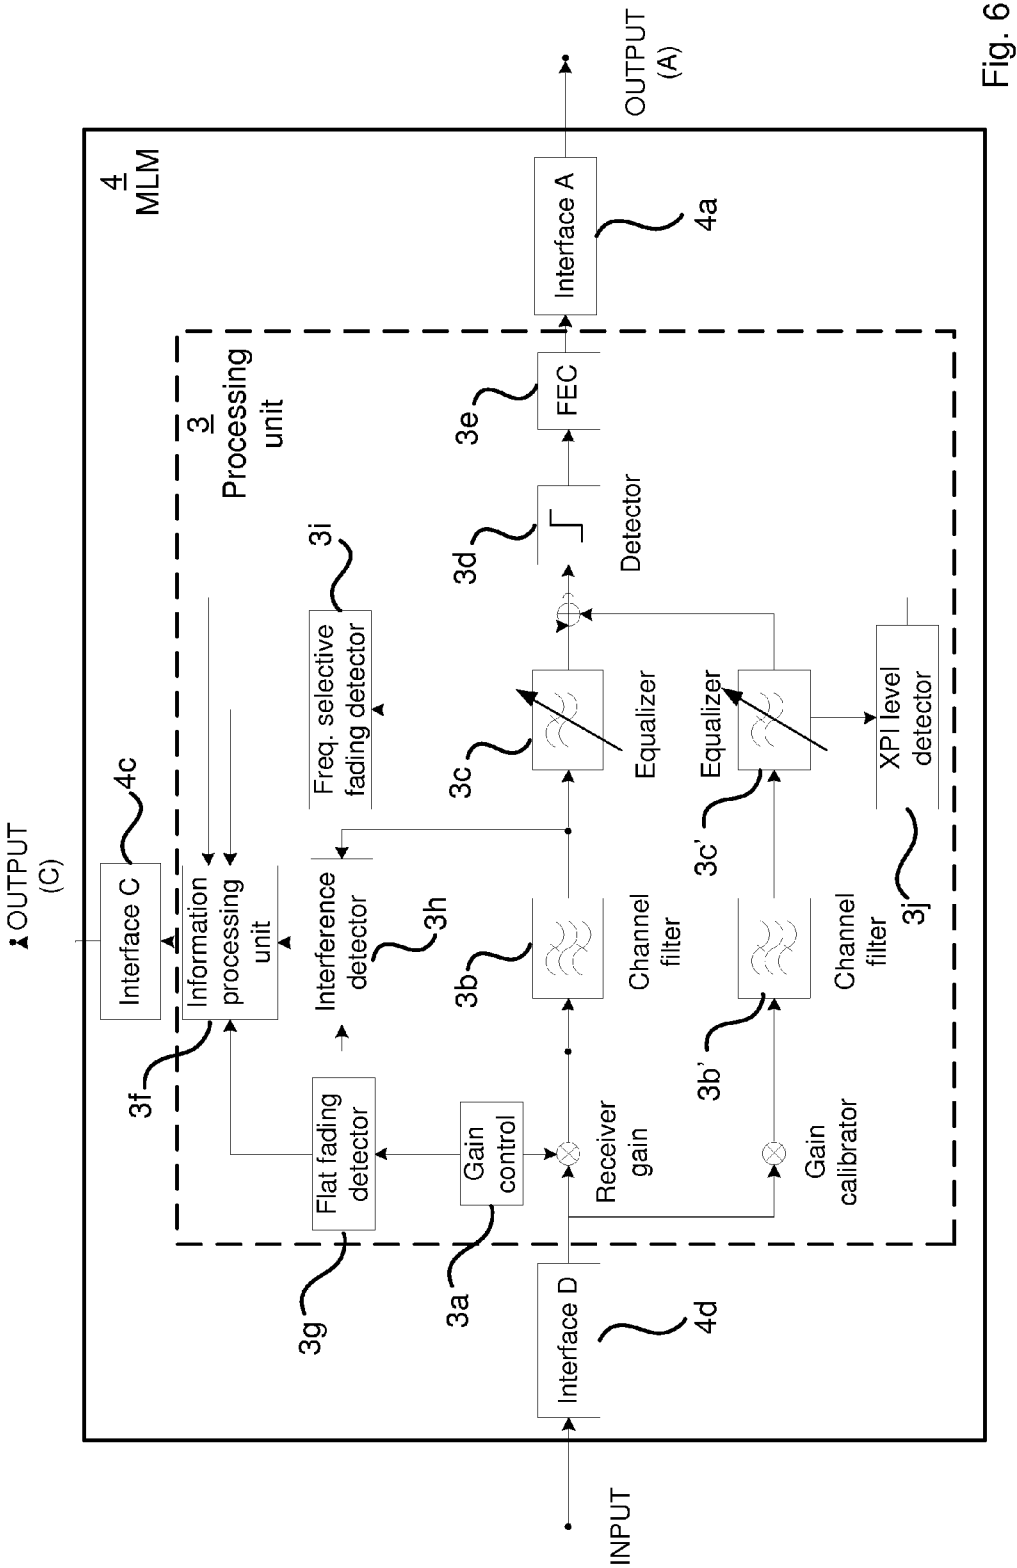 Fig. 6
OUTPUT
(C)
4
MLM
Interface C
4c
3
Processing
unit
Information
processing
unit
3f
Flat fading
detector
3g
Interference
detector
3h
Freq. selective
fading detector
3i
Gain
control
3a
INPUT
Interface D
4d
Receiver
gain
3b
Channel
filter
3c
Equalizer
3d
Detector
3e
FEC
Interface A
4a
OUTPUT
(A)
Gain
calibrator
3b'
Channel
filter
3c'
Equalizer
XPI level
detector
3j